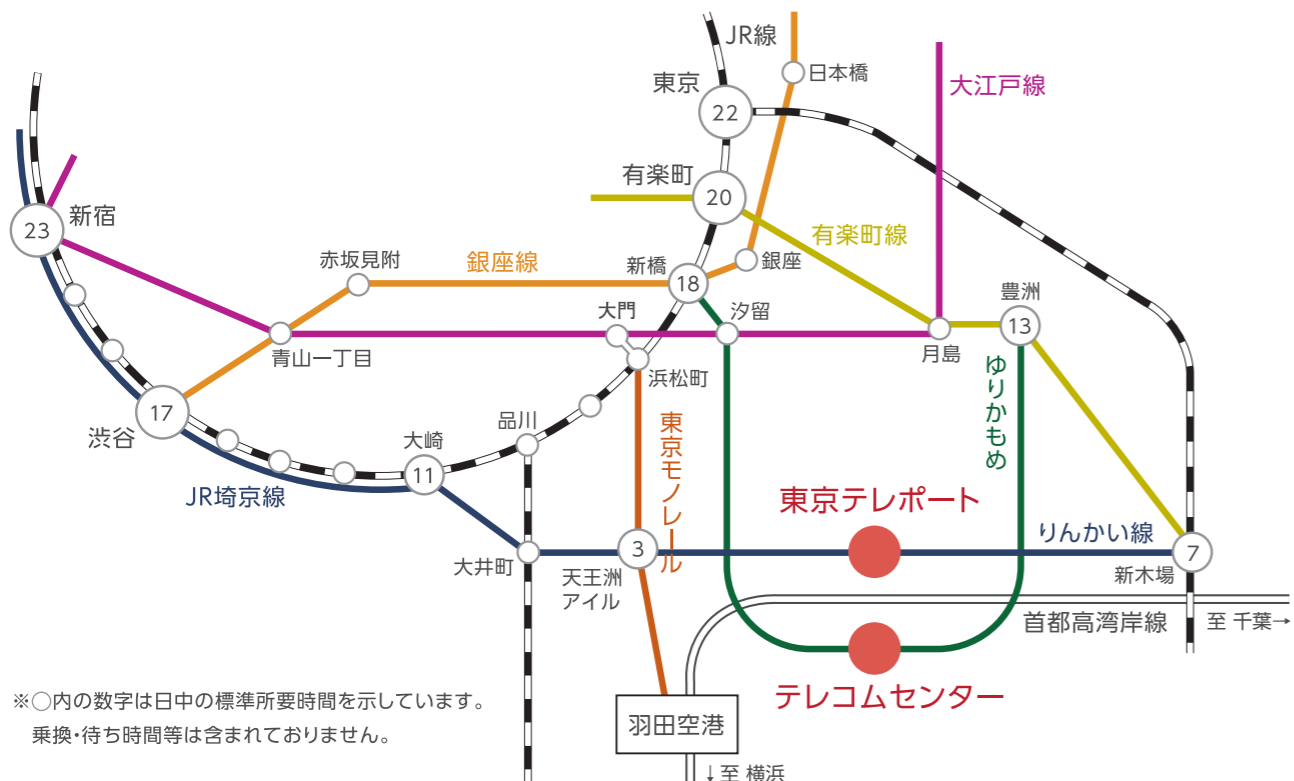 JR線
日本橋
東京
22
大江戸線
有楽町
20
新宿
23
有楽町線
赤坂見附
銀座線
新橋
18
銀座
豊洲
13
大門
汐留
月島
青山一丁目
浜松町
ゆりかもめ
17
渋谷
品川
大崎
11
東京モノレール
JR埼京線
東京テレポート
りんかい線
大井町
3
天王洲
アイル
7
新木場
首都高湾岸線
至 千葉→
テレコムセンター
※○内の数字は日中の標準所要時間を示しています。
乗換・待ち時間等は含まれておりません。
羽田空港
↓至 横浜